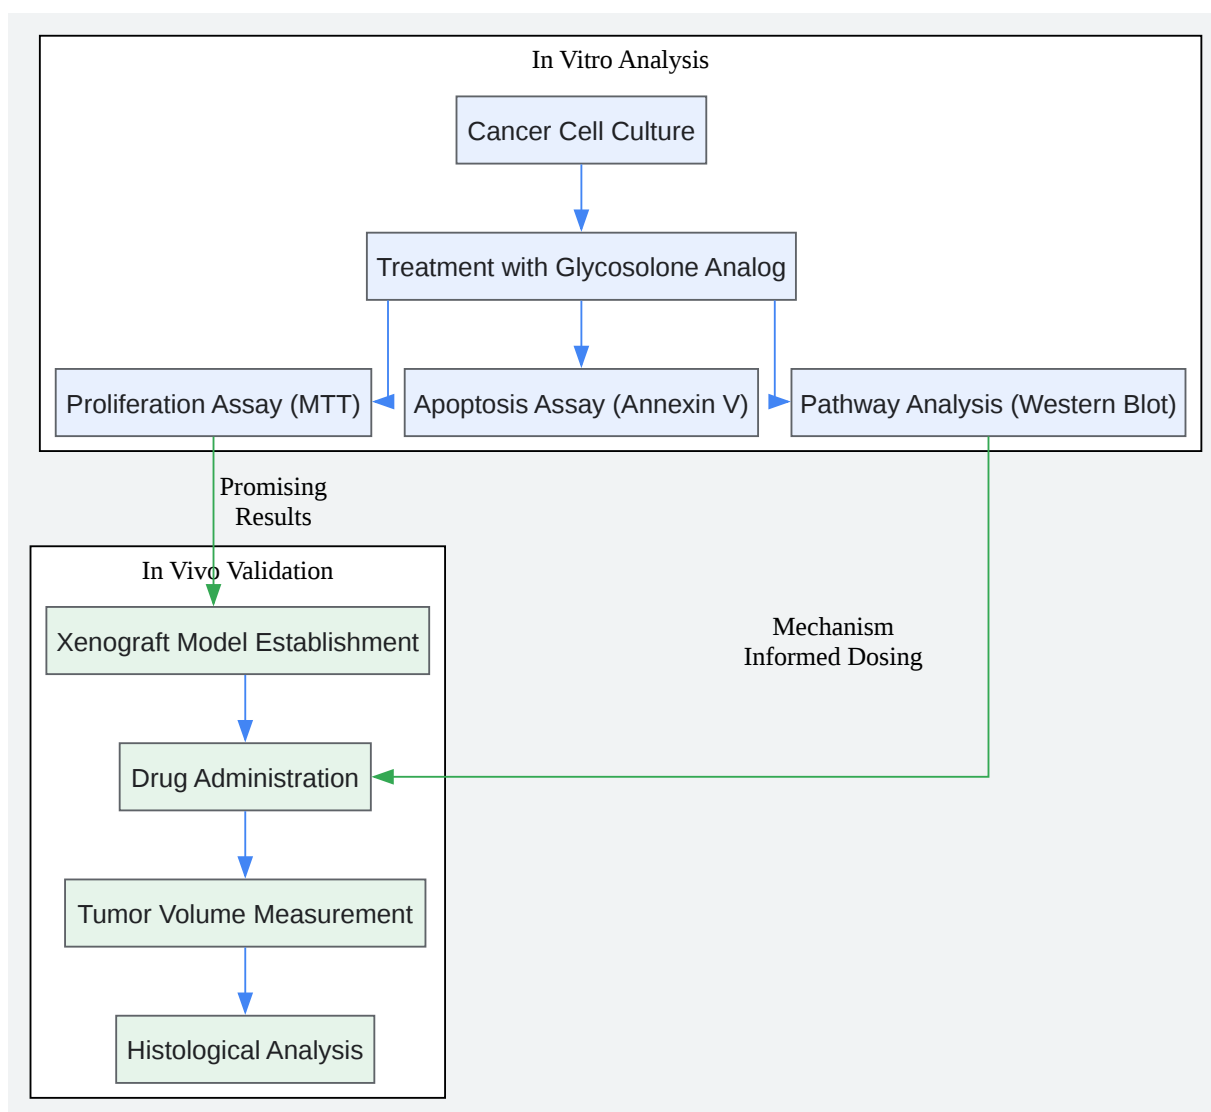 In Vitro Analysis
Cancer Cell Culture
Treatment with Glycosolone Analog
Proliferation Assay (MTT)
Apoptosis Assay (Annexin V)
Pathway Analysis (Western Blot)
Promising
Results
In Vivo Validation
Xenograft Model Establishment
Mechanism
Informed Dosing
Drug Administration
Tumor Volume Measurement
Histological Analysis